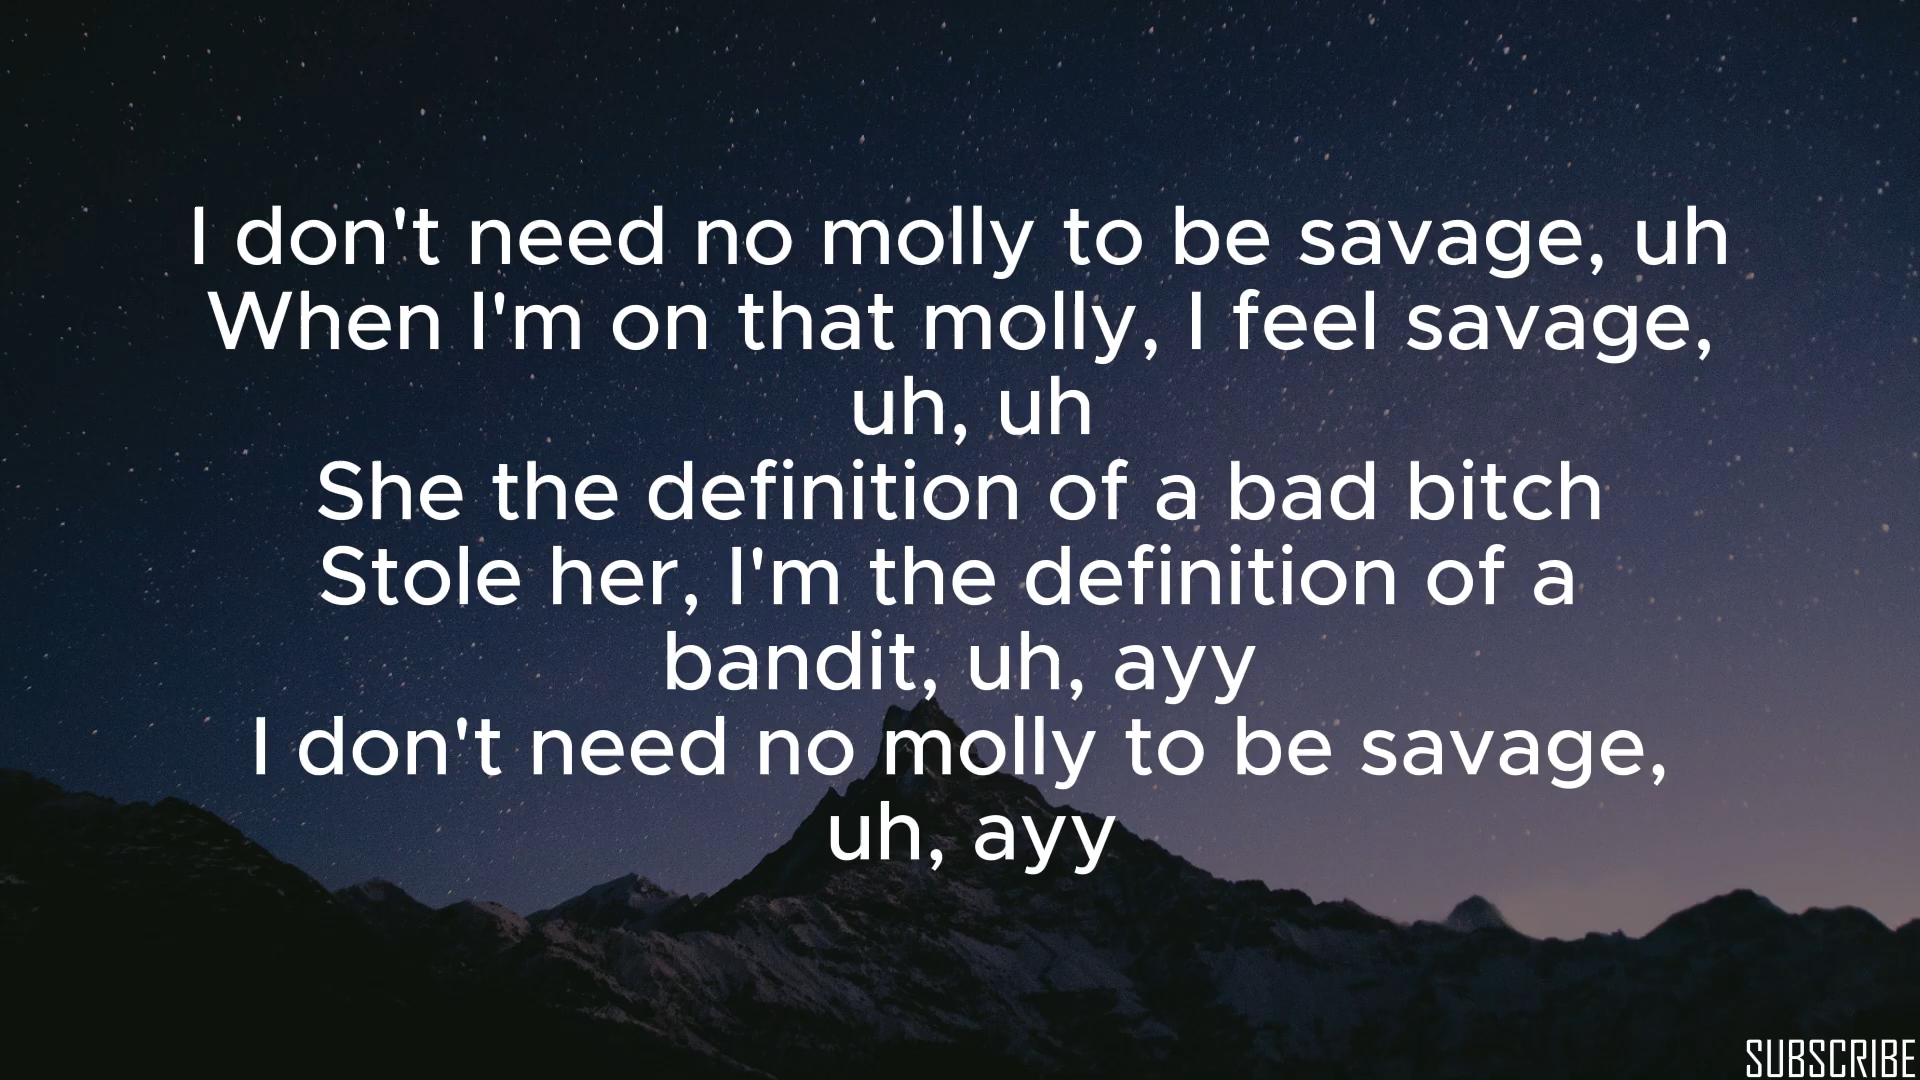 I don't need no molly to be savage, uh
When I'm on that molly, I feel savage,
uh, uh
She the definition of a bad bitch
Stole her, I'm the definition of a
bandit, uh, ayy
I don't need no molly to be savage,
uh, ayy
SUBSCRIBE